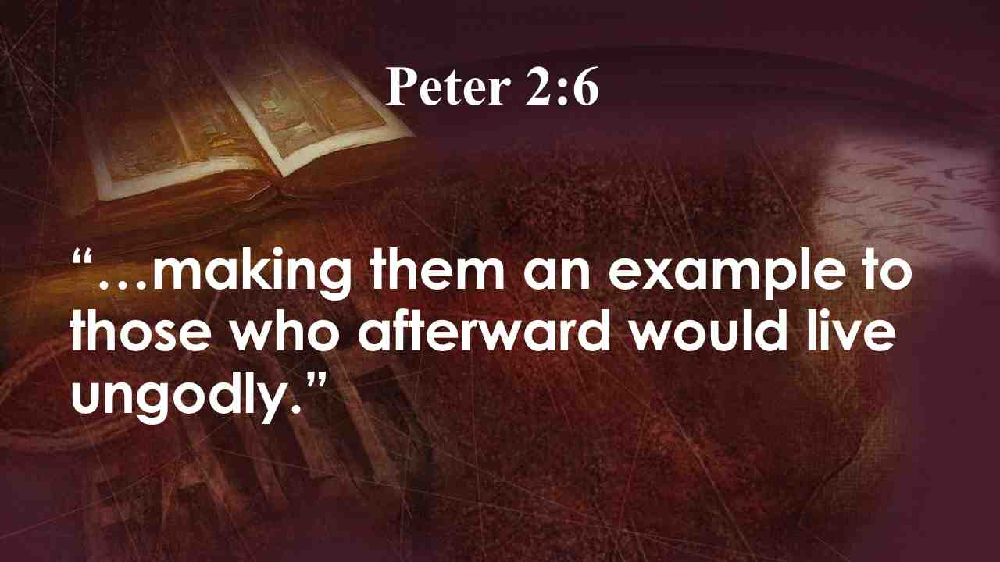 Peter 2:6
“…making them an example to
those who afterward would live
ungodly.”